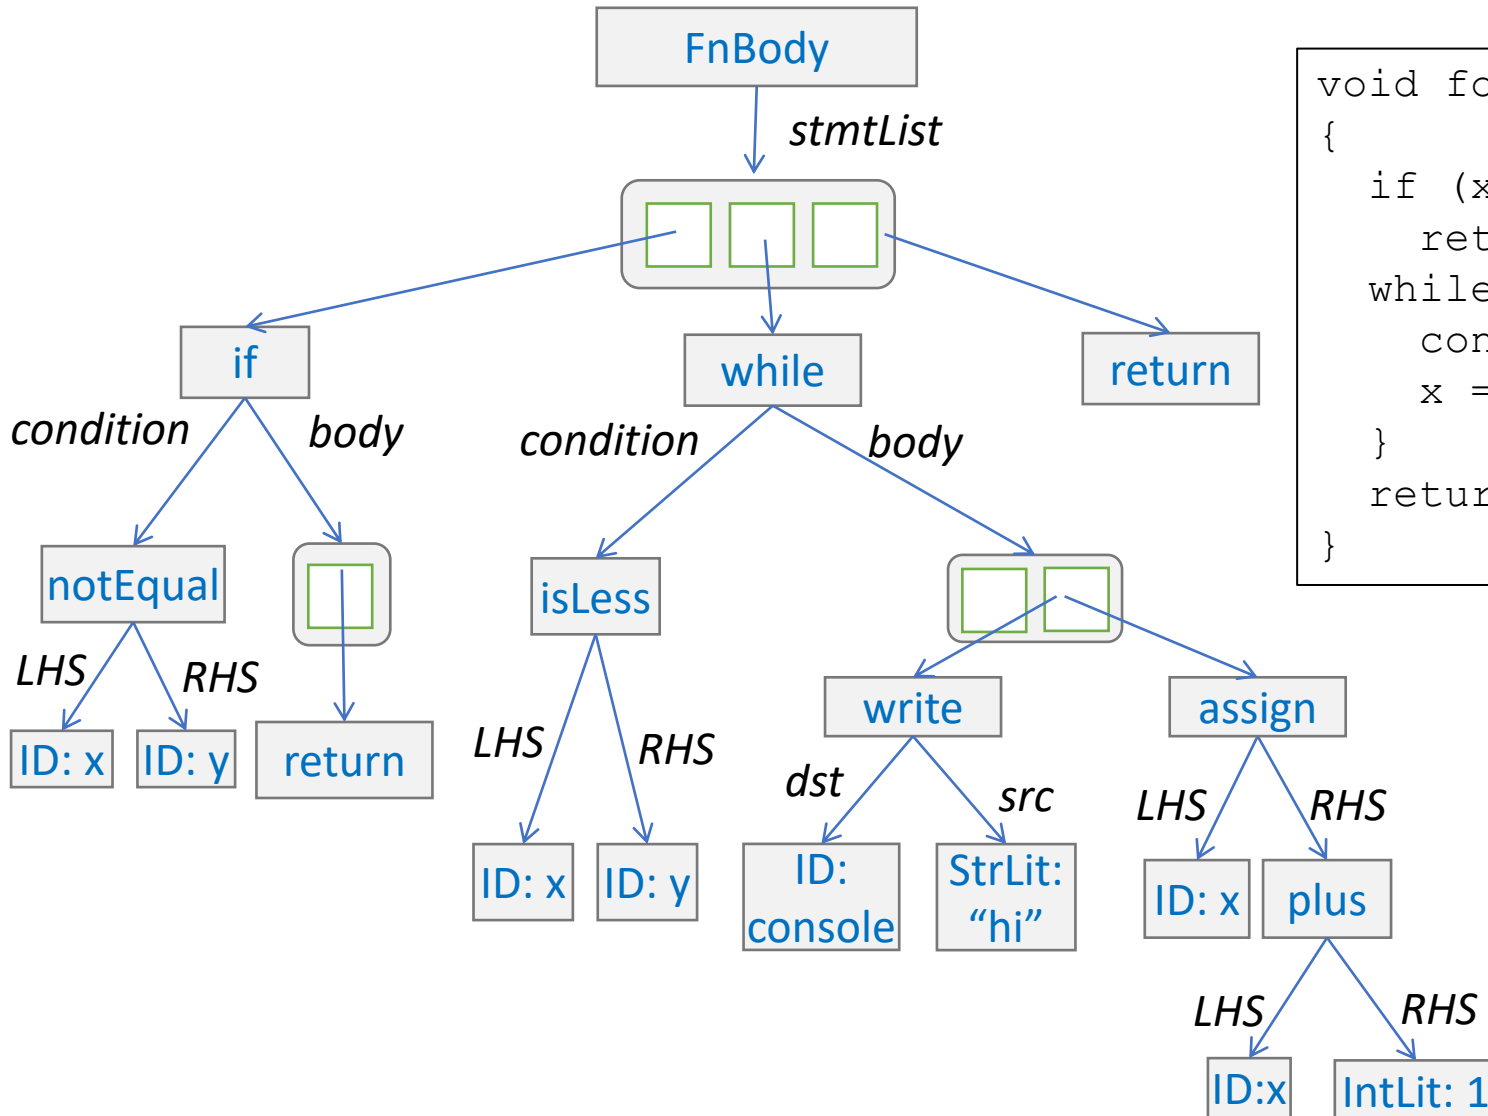 FnBody
stmtList
void fo
{
if (x
ret
while
con
x =
}
retur
}
if
while
return
condition
body
condition
body
notEqual
isLess
LHS
RHS
write
assign
ID: x
ID: y
return
LHS
RHS
dst
src
LHS
RHS
ID: x
ID: y
ID:
console
StrLit:
“hi”
ID: x
plus
LHS
RHS
ID:x
IntLit: 1